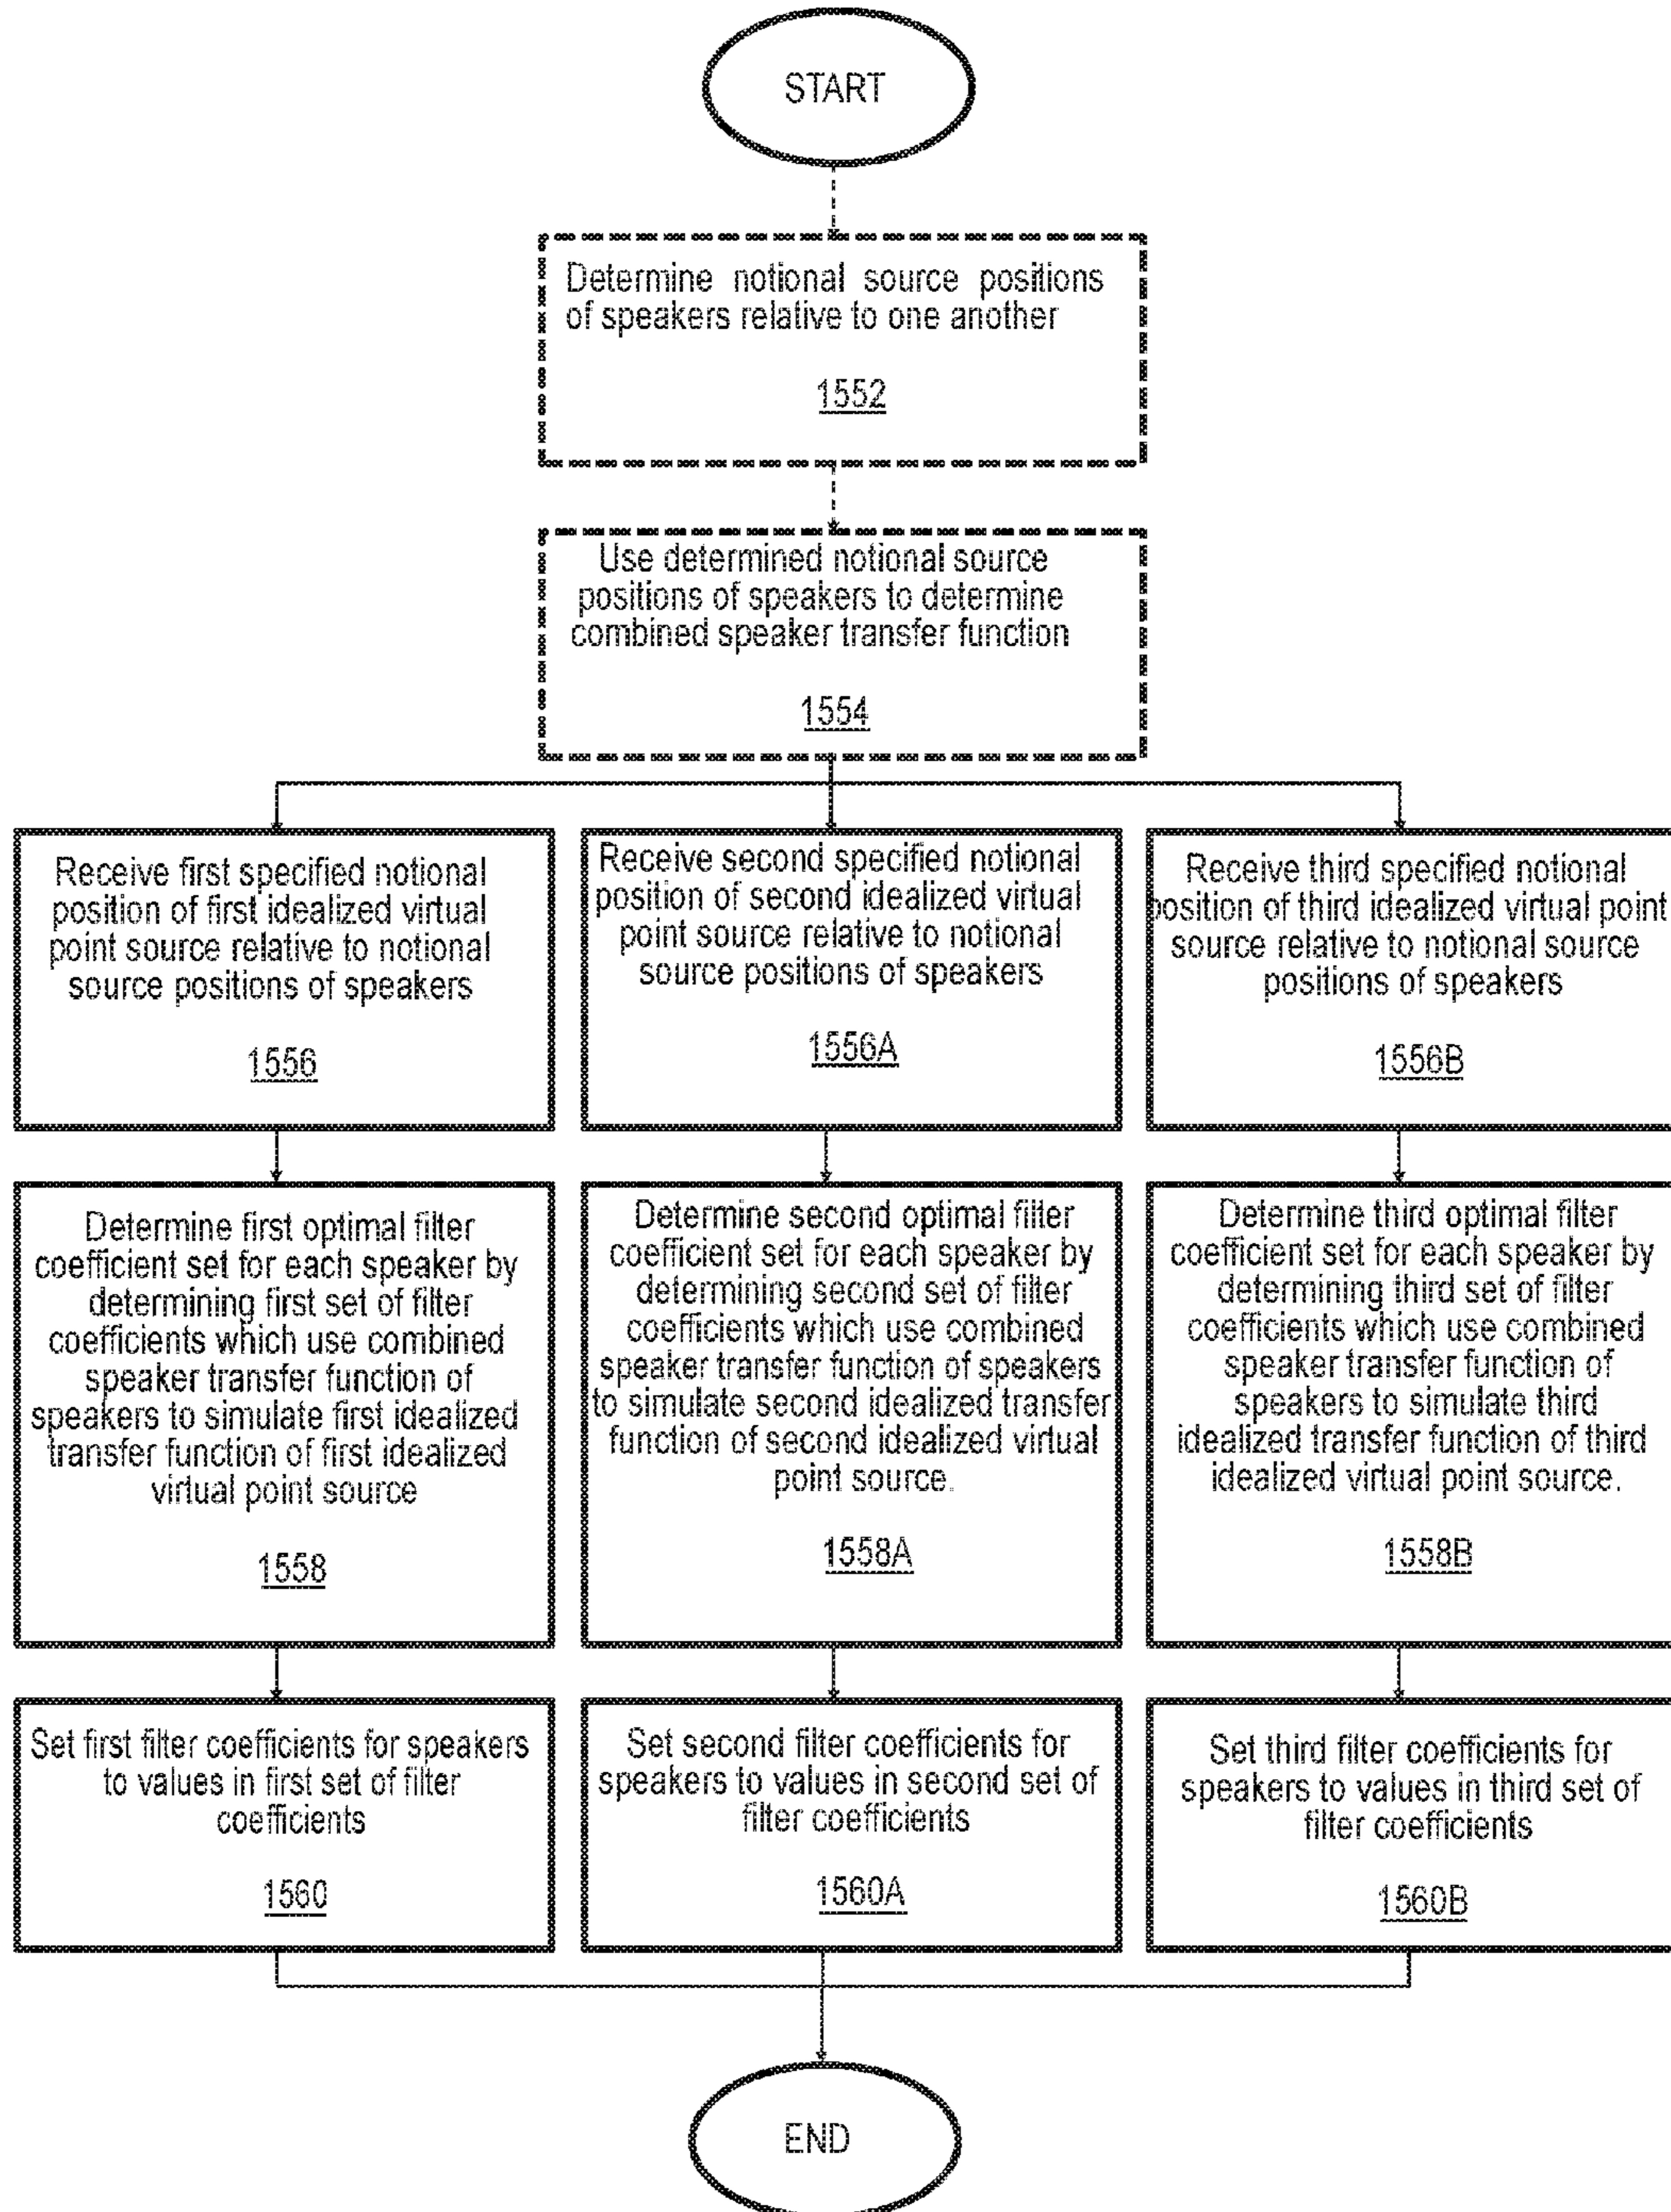 START
Determine notional source positions
of speakers relative to one another
1552
Use determined notional source
positions of speakers to determine
combined speaker transfer function
1554
Receive first specified notional
position of first idealized virtual
point source relative to notional
source positions of speakers
1556
Receive second specified notional
position of second idealized virtual
point source relative to notional
source positions of speakers
1556A
Receive third specified notional
position of third idealized virtual point
source relative to notional source
positions of speakers
1556B
Determine first optimal filter
coefficient set for each speaker by
determining first set of filter
coefficients which use combined
speaker transfer function of
speakers to simulate first idealized
transfer function of first idealized
virtual point source
1558
Determine second optimal filter
coefficient set for each speaker by
determining second set of filter
coefficients which use combined
speaker transfer function of speakers
to simulate second idealized transfer
function of second idealized virtual
point source.
1558A
Determine third optimal filter
coefficient set for each speaker by
determining third set of filter
coefficients which use combined
speaker transfer function of
speakers to simulate third
idealized transfer function of third
idealized virtual point source.
1558B
Set first filter coefficients for speakers
to values in first set of filter
coefficients
1560
Set second filter coefficients for
speakers to values in second set of
filter coefficients
1560A
Set third filter coefficients for
speakers to values in third set of
filter coefficients
1560B
END